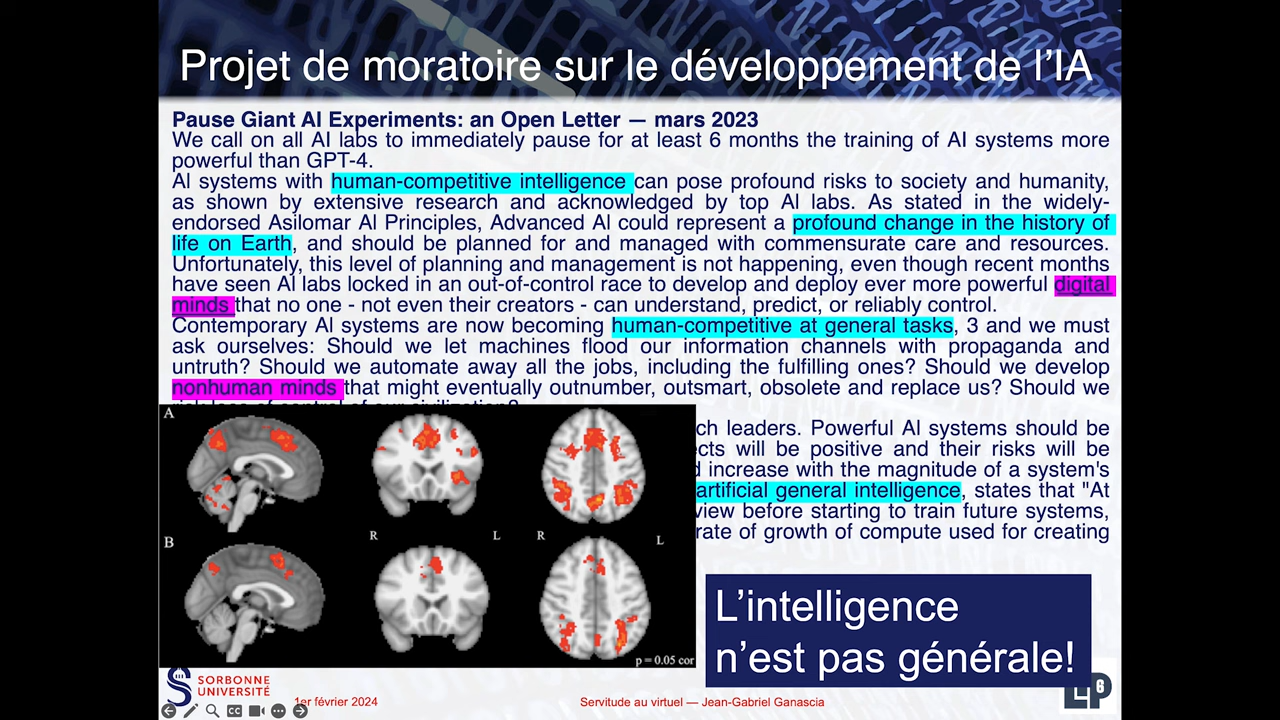 Projet de moratoire sur le développement de l'IA
Pause Giant AI Experiments: an Open Letter — mars 2023
We call on all AI labs to immediately pause for at least 6 months the training of AI systems more
powerful than GPT-4.
AI systems with human-competitive intelligence can pose profound risks to society and humanity,
as shown by extensive research and acknowledged by top AI labs. As stated in the widely-
endorsed Asilomar AI Principles, Advanced AI could represent a profound change in the history of
life on Earth, and should be planned for and managed with commensurate care and resources.
Unfortunately, this level of planning and management is not happening, even though recent months
have seen AI labs locked in an out-of-control race to develop and deploy ever more powerful digital
minds that no one - not even their creators - can understand, predict, or reliably control.
Contemporary AI systems are now becoming human-competitive at general tasks, 3 and we must
ask ourselves: Should we let machines flood our information channels with propaganda and
untruth? Should we automate away all the jobs, including the fulfilling ones? Should we develop
nonhuman minds that might eventually outnumber, outsmart, obsolete and replace us? Should we
ch leaders. Powerful AI systems should be
ects will be positive and their risks will be
d increase with the magnitude of a system's
artificial general intelligence, states that "At
view before starting to train future systems,
rate of growth of compute used for creating
A
R L R L
B
p = 0.05 cor
L'intelligence
n'est pas générale!
SORBONNE
UNIVERSITÉ
1er février 2024
Servitude au virtuel — Jean-Gabriel Ganascia
LIP6
CC